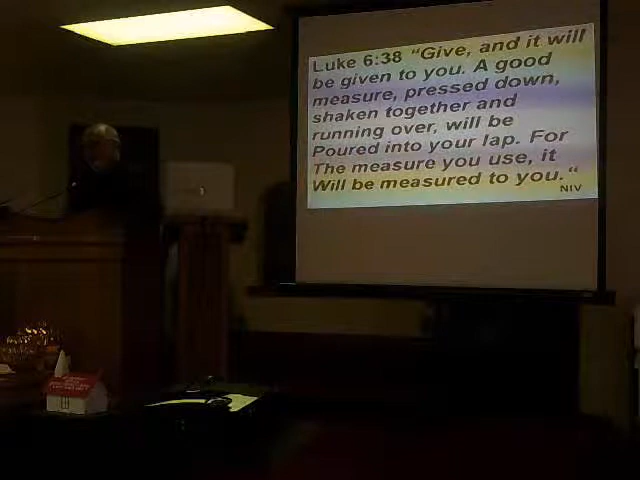 Luke 6:38 "Give, and it will
be given to you. A good
measure, pressed down,
shaken together and
running over, will be
Poured into your lap. For
The measure you use, it
Will be measured to you."
NIV